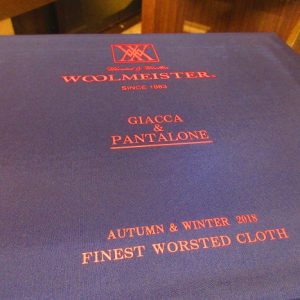 WOOLMEISTER®
SINCE 1983
GIACCA
&
PANTALONE
AUTUMN & WINTER 2018
FINEST WORSTED CLOTH